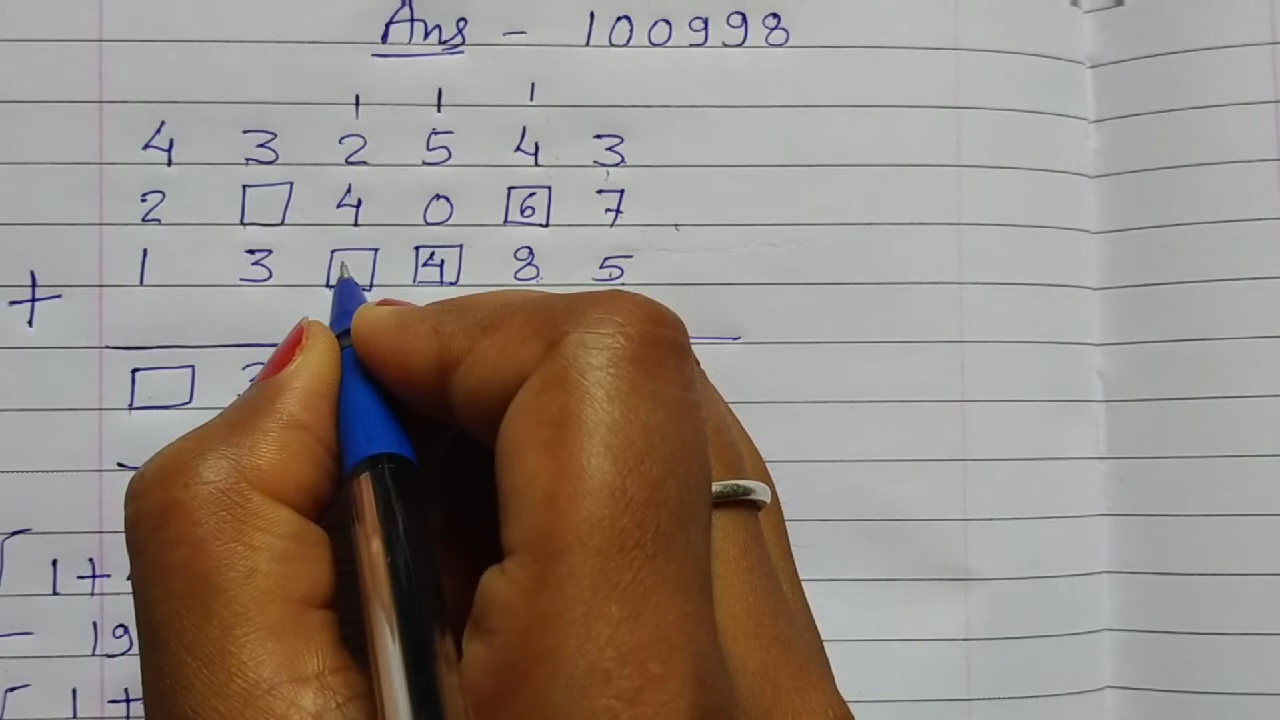 Ans - 100998
1 1 1
4 3 2 5 4 3
2 □ 4 0 6 7
+ 1 3 □ 4 8 5
□
1 +
- 19
1 +